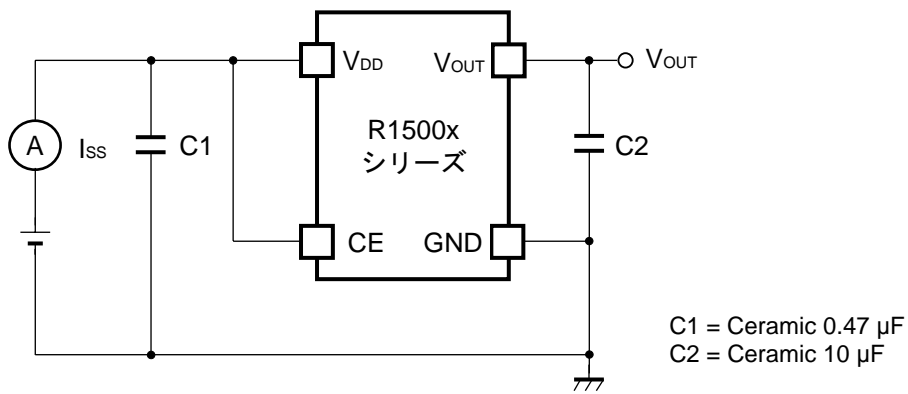 VDD
VOUT
VOUT
R1500x
シリーズ
A
ISS
C1
C2
CE
GND
C1 = Ceramic 0.47 µF
C2 = Ceramic 10 µF